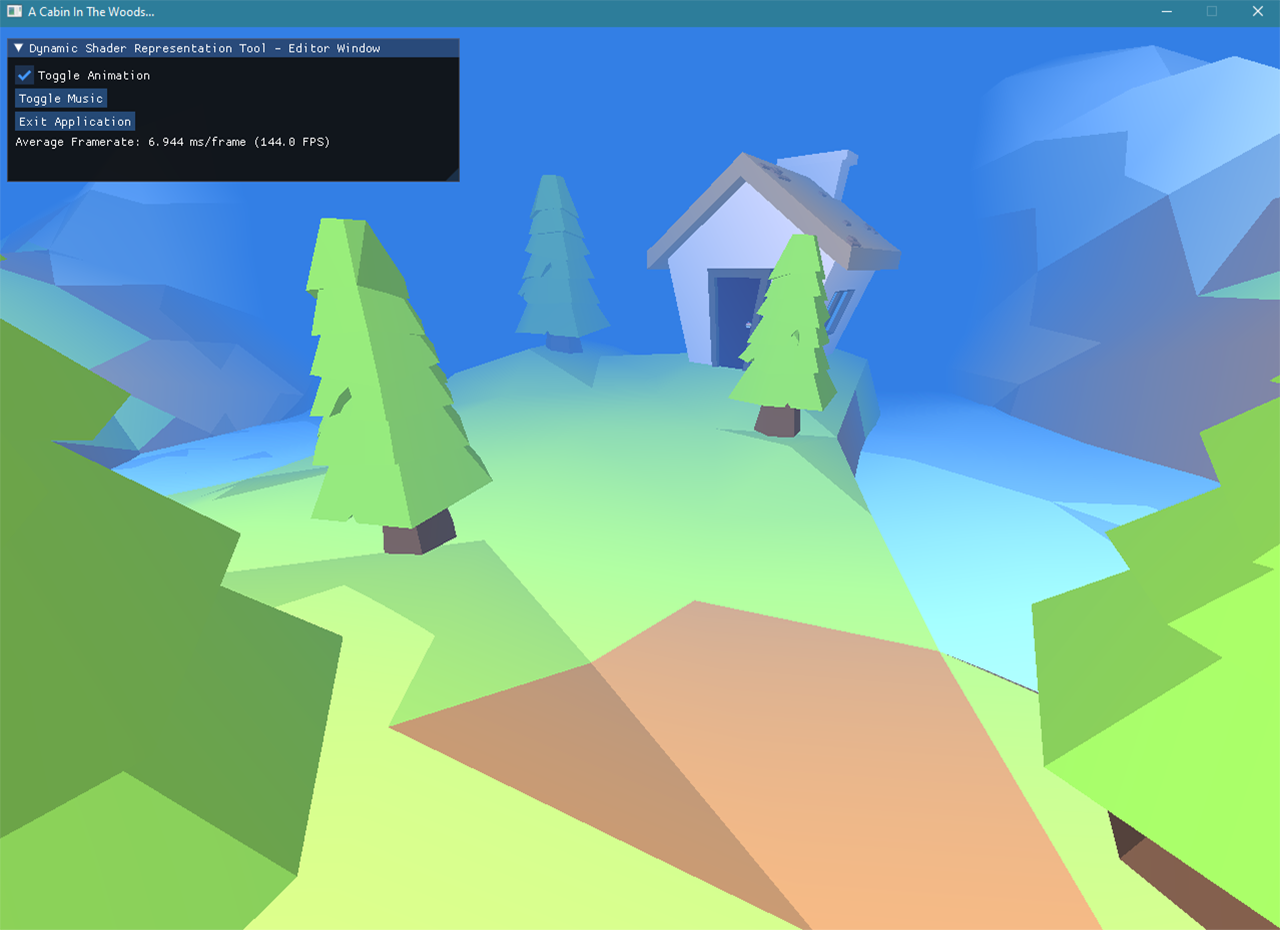 A Cabin In The Woods...
Dynamic Shader Representation Tool - Editor Window
Toggle Animation
Toggle Music
Exit Application
Average Framerate: 6.944 ms/frame (144.0 FPS)